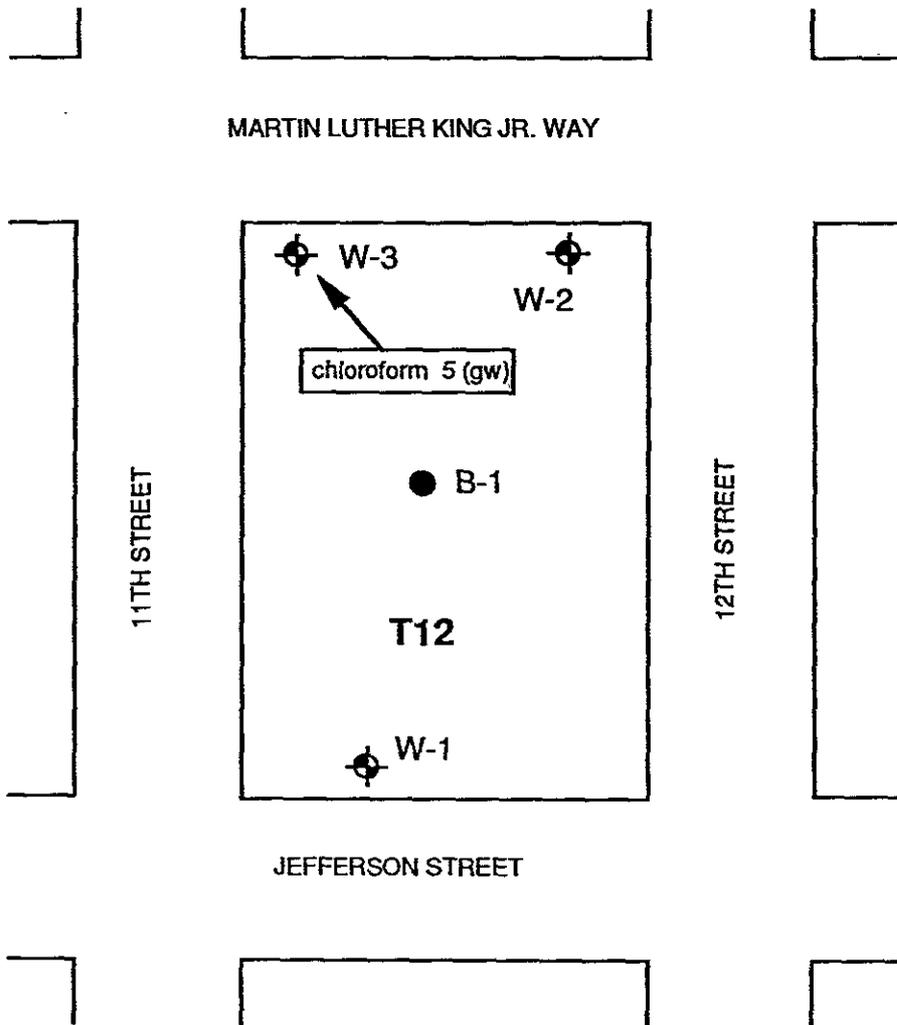 MARTIN LUTHER KING JR. WAY
W-3
W-2
chloroform 5 (gw)
B-1
11TH STREET
12TH STREET
T12
W-1
JEFFERSON STREET